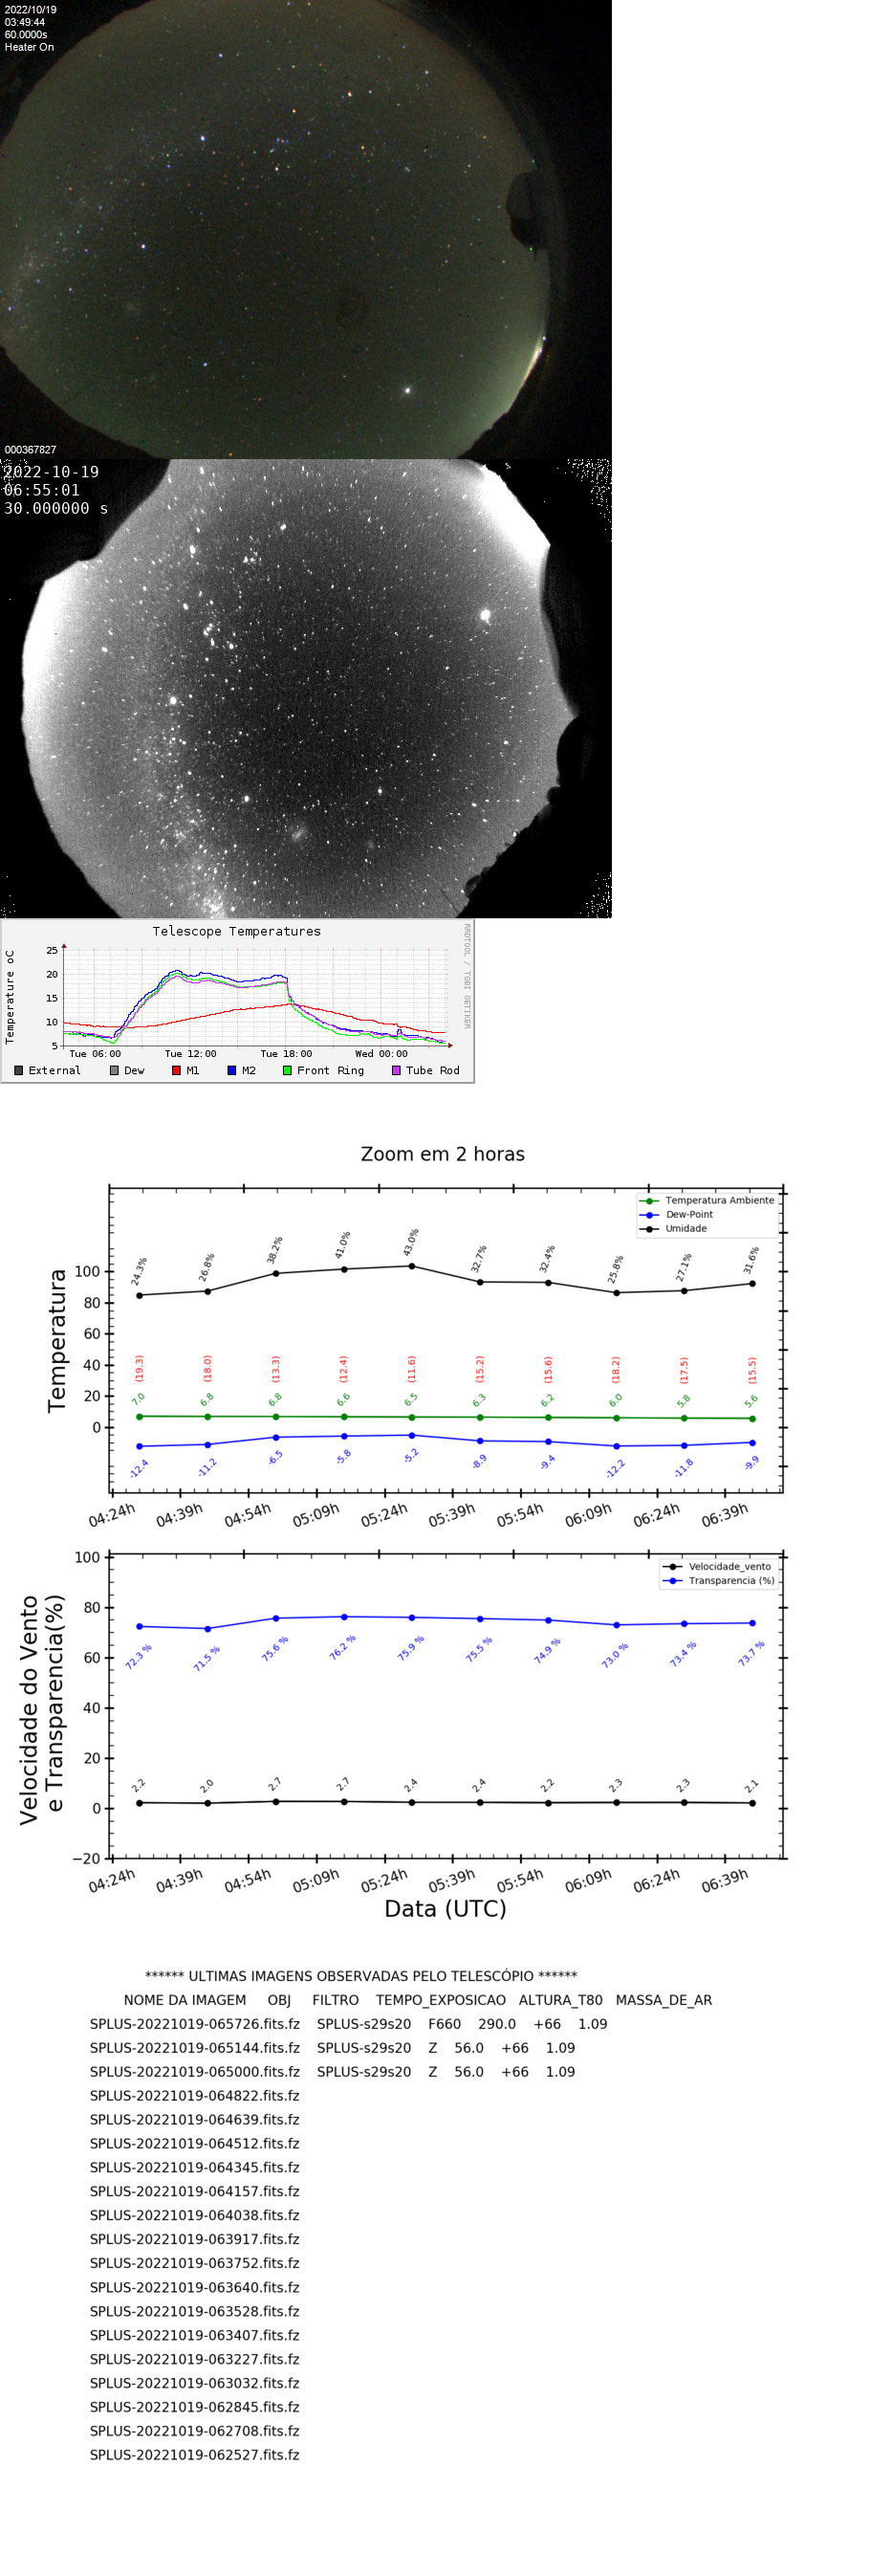 2022/10/19
03:49:44
60.0000s
Heater On
000367827
2022-10-19
06:55:01
30.000000 s
Telescope Temperatures
Temperature oC
25
20
15
10
5
Tue 06:00 Tue 12:00 Tue 18:00 Wed 00:00
External Dew M1 M2 Front Ring Tube Rod
RRDTOOL / TOBI OETIKER
Zoom em 2 horas
Temperatura Ambiente
Dew-Point
Umidade
Temperatura
100
80
60
40
20
0
24.3% 26.8% 38.2% 41.0% 43.0% 32.7% 32.4% 25.8% 27.1% 31.6%
(19.3) (18.0) (13.3) (12.4) (11.6) (15.2) (15.6) (18.2) (17.5) (15.5)
7.0 6.8 6.8 6.6 6.5 6.3 6.2 6.0 5.8 5.6
-12.4 -11.2 -6.5 -5.8 -5.2 -8.9 -9.4 -12.2 -11.8 -9.9
04:24h 04:39h 04:54h 05:09h 05:24h 05:39h 05:54h 06:09h 06:24h 06:39h
Velocidade_vento
Transparencia (%)
Velocidade do Vento
e Transparencia(%)
100
80
60
40
20
0
−20
72.3 % 71.5 % 75.6 % 76.2 % 75.9 % 75.5 % 74.9 % 73.0 % 73.4 % 73.7 %
2.2 2.0 2.7 2.7 2.4 2.4 2.2 2.3 2.3 2.1
04:24h 04:39h 04:54h 05:09h 05:24h 05:39h 05:54h 06:09h 06:24h 06:39h
Data (UTC)
****** ULTIMAS IMAGENS OBSERVADAS PELO TELESCÓPIO ******
NOME DA IMAGEM OBJ FILTRO TEMPO_EXPOSICAO ALTURA_T80 MASSA_DE_AR
SPLUS-20221019-065726.fits.fz SPLUS-s29s20 F660 290.0 +66 1.09
SPLUS-20221019-065144.fits.fz SPLUS-s29s20 Z 56.0 +66 1.09
SPLUS-20221019-065000.fits.fz SPLUS-s29s20 Z 56.0 +66 1.09
SPLUS-20221019-064822.fits.fz
SPLUS-20221019-064639.fits.fz
SPLUS-20221019-064512.fits.fz
SPLUS-20221019-064345.fits.fz
SPLUS-20221019-064157.fits.fz
SPLUS-20221019-064038.fits.fz
SPLUS-20221019-063917.fits.fz
SPLUS-20221019-063752.fits.fz
SPLUS-20221019-063640.fits.fz
SPLUS-20221019-063528.fits.fz
SPLUS-20221019-063407.fits.fz
SPLUS-20221019-063227.fits.fz
SPLUS-20221019-063032.fits.fz
SPLUS-20221019-062845.fits.fz
SPLUS-20221019-062708.fits.fz
SPLUS-20221019-062527.fits.fz